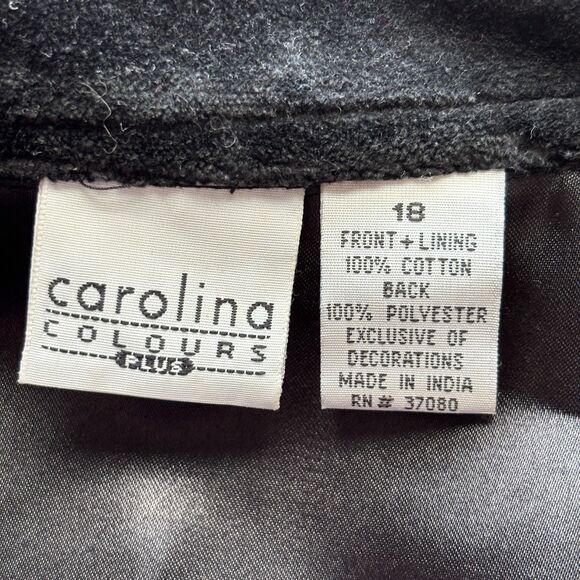 carolina
COLOURS
PLUS
18
FRONT + LINING
100% COTTON
BACK
100% POLYESTER
EXCLUSIVE OF
DECORATIONS
MADE IN INDIA
RN# 37080